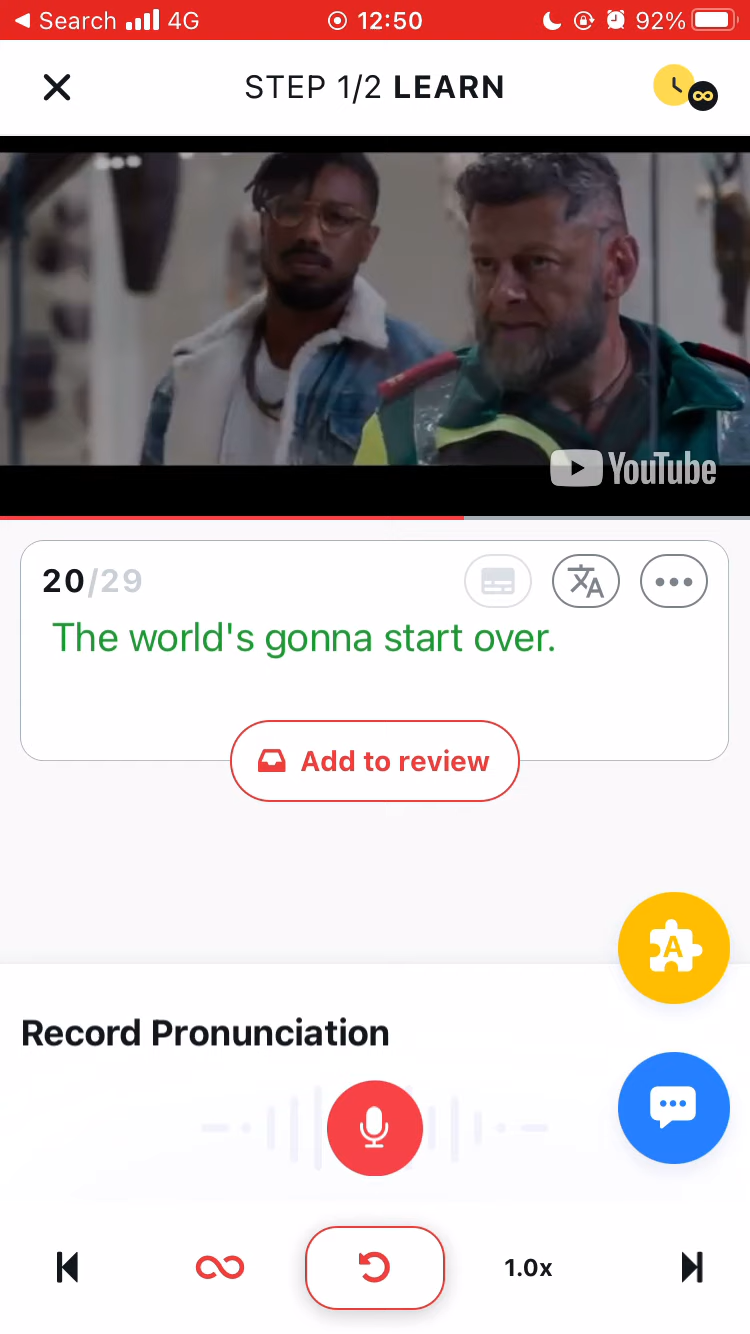 Search 4G 12:50 92%
STEP 1/2 LEARN
YouTube
20/29
The world's gonna start over.
Add to review
A
Record Pronunciation
1.0x